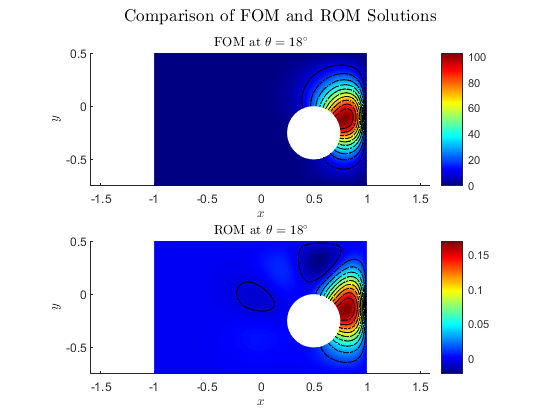 Comparison of FOM and ROM Solutions
FOM at θ = 18°
0.5
0
-0.5
y
-1.5 -1 -0.5 0 0.5 1 1.5
x
100
80
60
40
20
0
ROM at θ = 18°
0.5
0
-0.5
y
-1.5 -1 -0.5 0 0.5 1 1.5
x
0.15
0.1
0.05
0